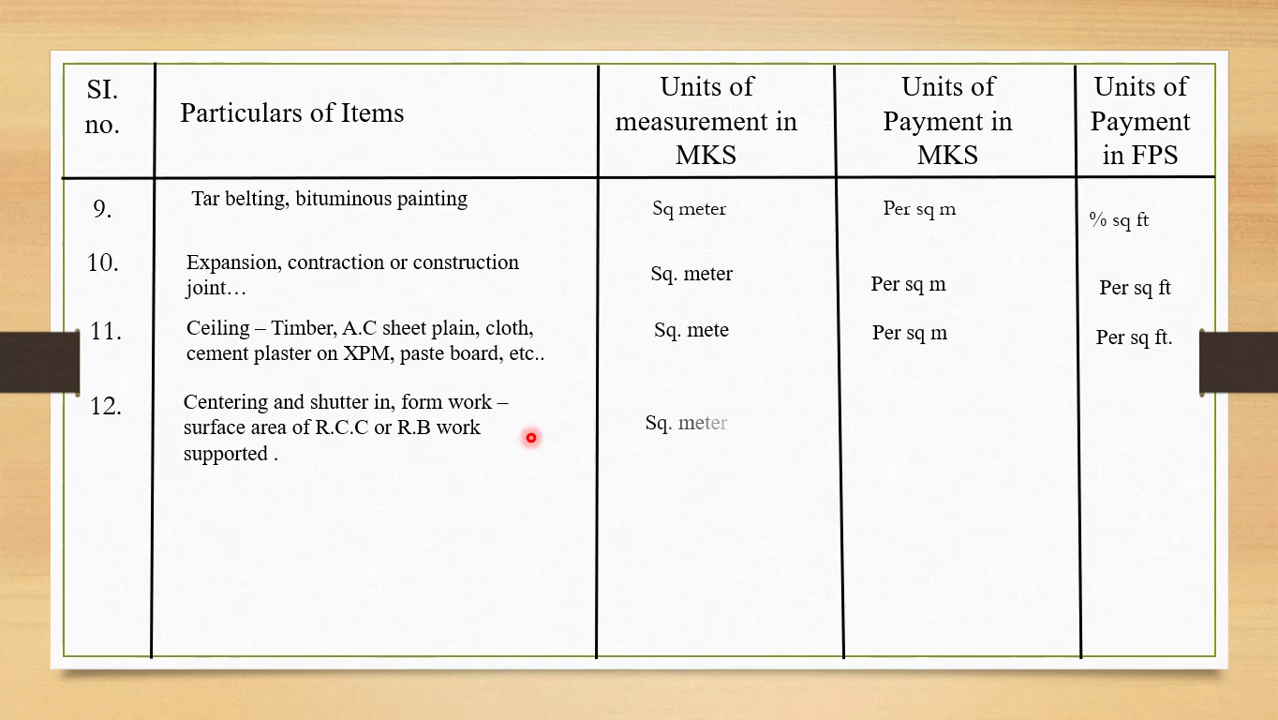 SI. no.
Particulars of Items
Units of measurement in MKS
Units of Payment in MKS
Units of Payment in FPS
9.
Tar belting, bituminous painting
Sq meter
Per sq m
% sq ft
10.
Expansion, contraction or construction
joint…
Sq. meter
Per sq m
Per sq ft
11.
Ceiling – Timber, A.C sheet plain, cloth,
cement plaster on XPM, paste board, etc..
Sq. mete
Per sq m
Per sq ft.
12.
Centering and shutter in, form work –
surface area of R.C.C or R.B work
supported .
Sq. meter